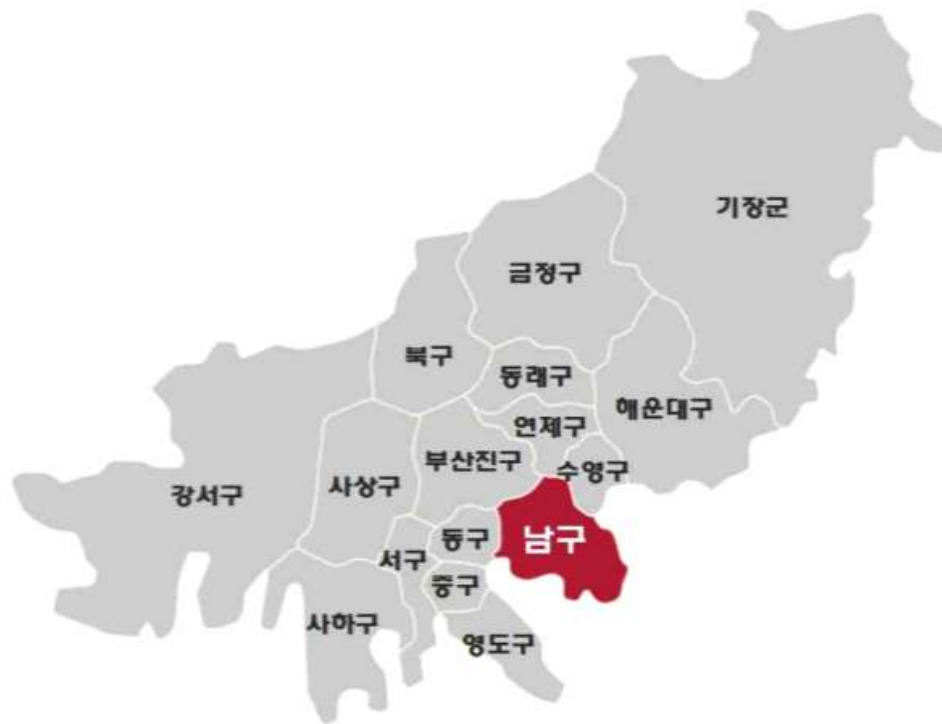 기장군
금정구
북구
동래구
해운대구
연제구
부산진구
수영구
사상구
강서구
동구
남구
서구
중구
사하구
영도구